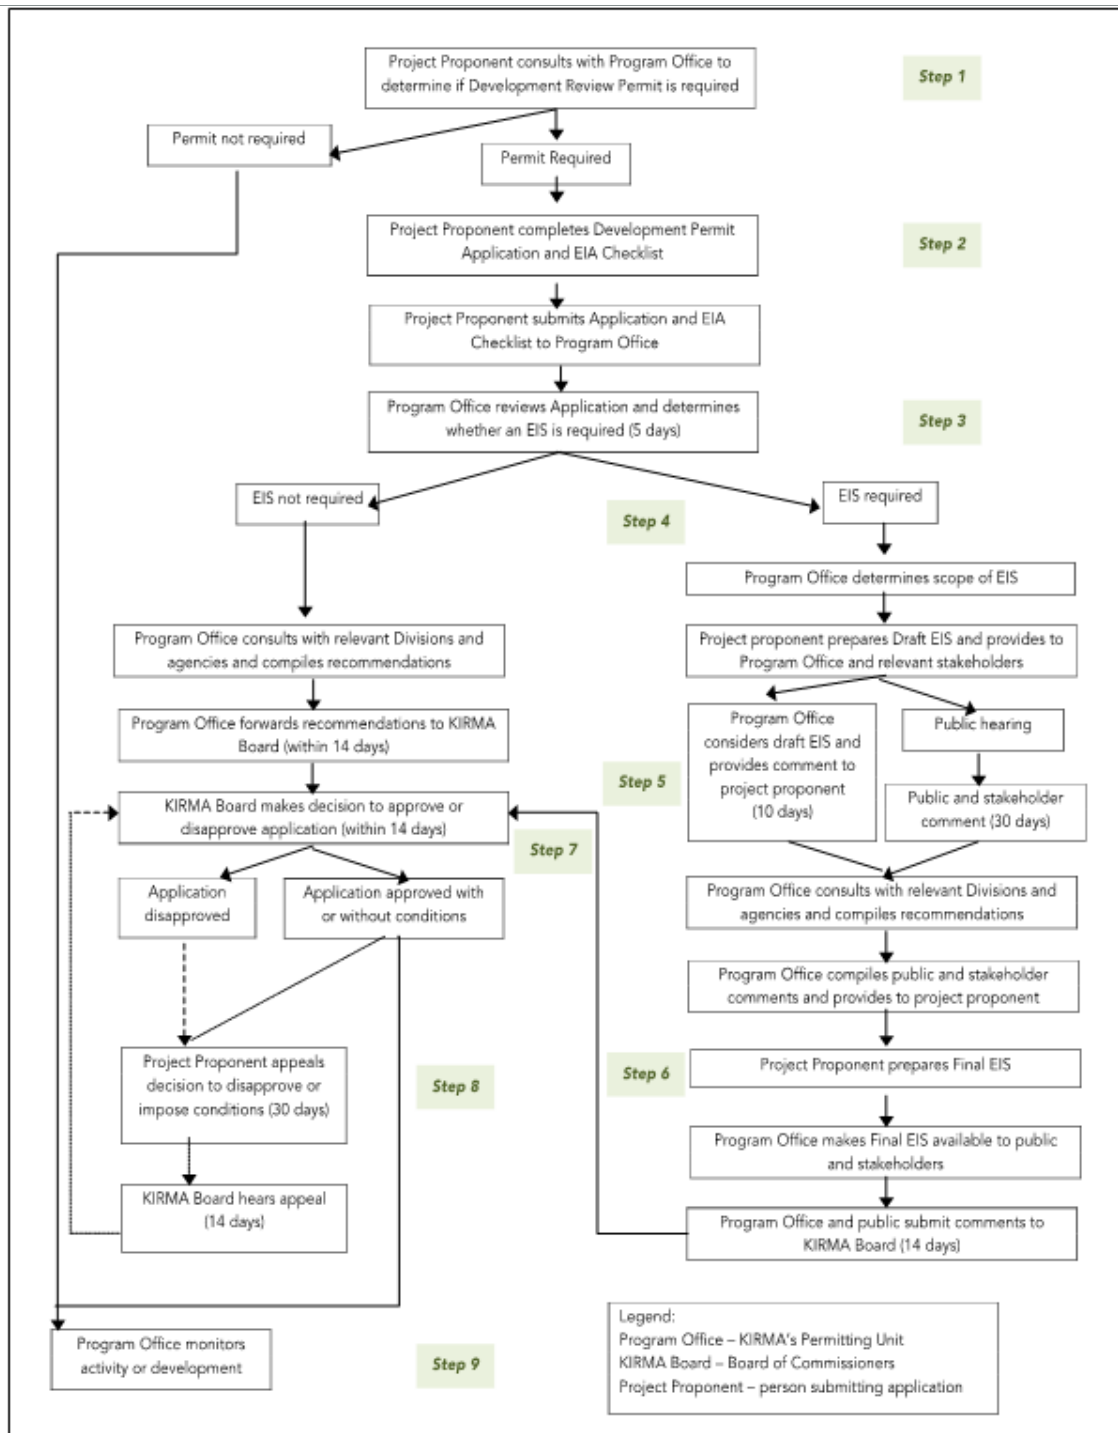 Project Proponent consults with Program Office to
determine if Development Review Permit is required
Step 1
Permit not required
Permit Required
Project Proponent completes Development Permit
Application and EIA Checklist
Step 2
Project Proponent submits Application and EIA
Checklist to Program Office
Program Office reviews Application and determines
whether an EIS is required (5 days)
Step 3
EIS not required
EIS required
Step 4
Program Office determines scope of EIS
Program Office consults with relevant Divisions and
agencies and compiles recommendations
Project proponent prepares Draft EIS and provides to
Program Office and relevant stakeholders
Program Office forwards recommendations to KIRMA
Board (within 14 days)
Program Office
considers draft EIS and
provides comment to
project proponent
(10 days)
Public hearing
Step 5
Public and stakeholder
comment (30 days)
KIRMA Board makes decision to approve or
disapprove application (within 14 days)
Step 7
Application
disapproved
Application approved with
or without conditions
Program Office consults with relevant Divisions and
agencies and compiles recommendations
Program Office compiles public and stakeholder
comments and provides to project proponent
Project Proponent appeals
decision to disapprove or
impose conditions (30 days)
Step 8
Step 6
Project Proponent prepares Final EIS
Program Office makes Final EIS available to public
and stakeholders
KIRMA Board hears appeal
(14 days)
Program Office and public submit comments to
KIRMA Board (14 days)
Program Office monitors
activity or development
Step 9
Legend:
Program Office – KIRMA's Permitting Unit
KIRMA Board – Board of Commissioners
Project Proponent – person submitting application